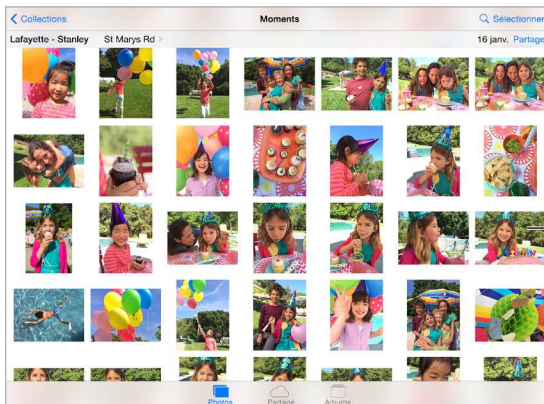 Collections Moments Sélectionner
Lafayette - Stanley St Marys Rd 16 janv. Partage
Photos Partagé Albums